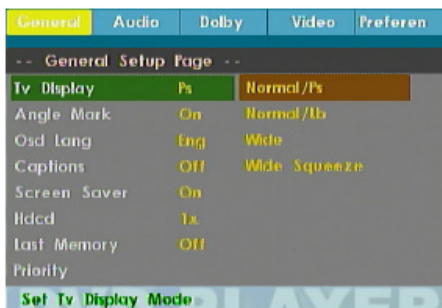 General Audio Dolby Video Preferen
-- General Setup Page --
Tv Display Ps Normal/Ps
Angle Mark On Normal/Lb
Osd Lang Eng Wide
Captions Off Wide Squeeze
Screen Saver On
Hdcd 1x
Last Memory Off
Priority
Set Tv Display Mode
PLAYER